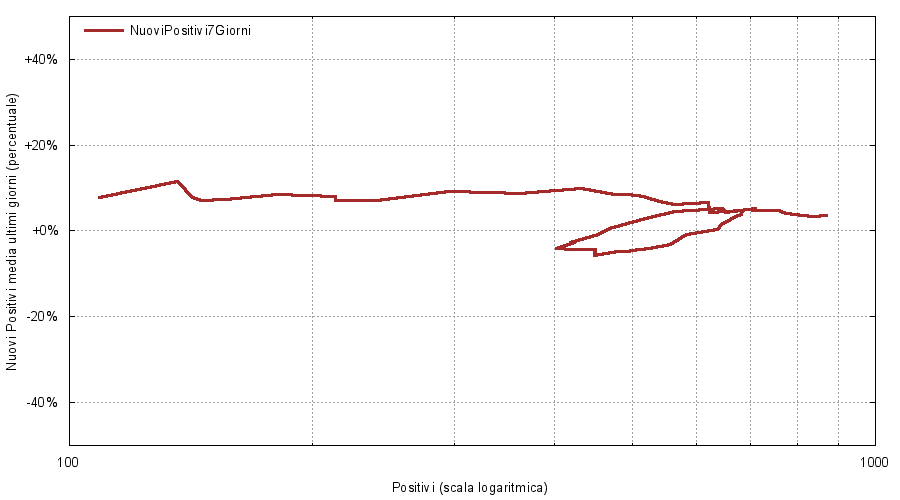 NuoviPositivi7Giorni
+40%
+20%
+0%
-20%
-40%
Nuovi Positivi media ultimi giorni (percentuale)
100
1000
Positivi (scala logaritmica)